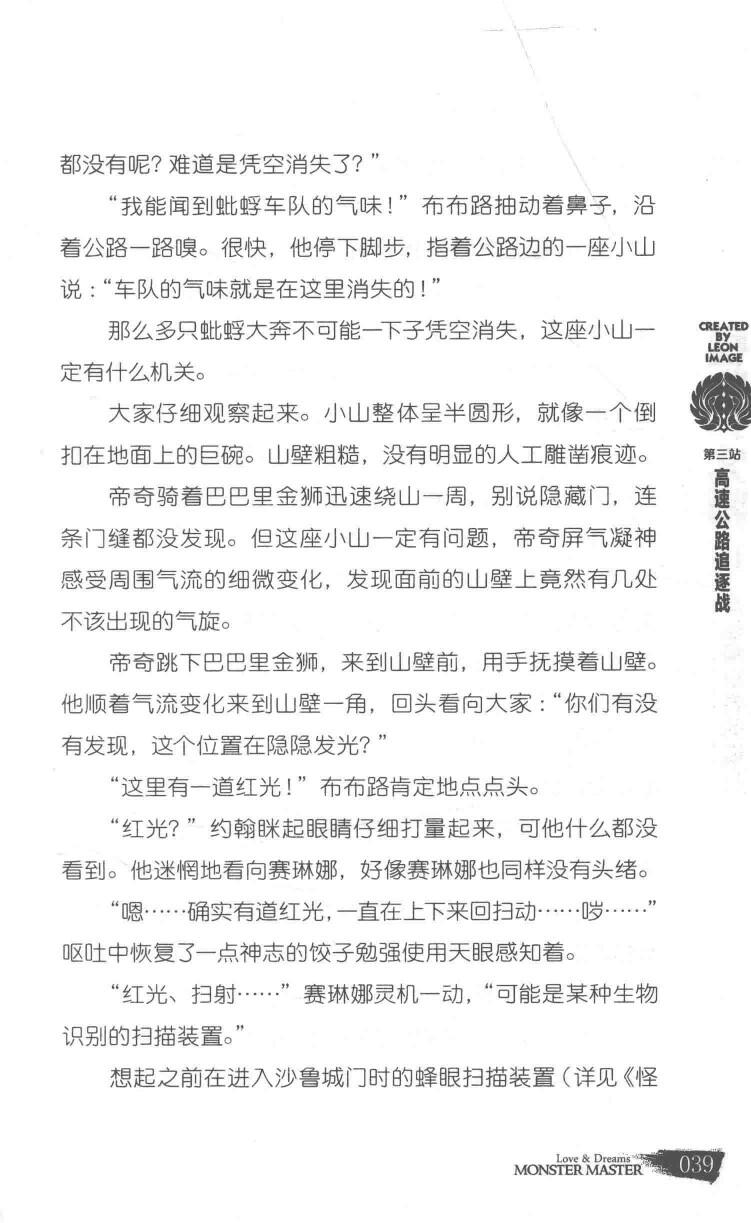 都没有呢？难道是凭空消失了？”
“我能闻到蚍蜉车队的气味！”布布路抽动着鼻子，沿
着公路一路嗅。很快，他停下脚步，指着公路边的一座小山
说：“车队的气味就是在这里消失的！”
那么多只蚍蜉大奔不可能一下子凭空消失，这座小山一
定有什么机关。
大家仔细观察起来。小山整体呈半圆形，就像一个倒
扣在地面上的巨碗。山壁粗糙，没有明显的人工雕凿痕迹。
帝奇骑着巴巴里金狮迅速绕山一周，别说隐藏门，连
条门缝都没发现。但这座小山一定有问题，帝奇屏气凝神
感受周围气流的细微变化，发现面前的山壁上竟然有几处
不该出现的气旋。
帝奇跳下巴巴里金狮，来到山壁前，用手抚摸着山壁。
他顺着气流变化来到山壁一角，回头看向大家：“你们有没
有发现，这个位置在隐隐发光？”
“这里有一道红光！”布布路肯定地点点头。
“红光？”约翰眯起眼睛仔细打量起来，可他什么都没
看到。他迷惘地看向赛琳娜，好像赛琳娜也同样没有头绪。
“嗯……确实有道红光，一直在上下来回扫动……哕……”
呕吐中恢复了一点神志的饺子勉强使用天眼感知着。
“红光、扫射……”赛琳娜灵机一动，“可能是某种生物
识别的扫描装置。”
想起之前在进入沙鲁城门时的蜂眼扫描装置（详见《怪
CREATED
BY
LEON
IMAGE
第三站
高速公路追逐战
Love & Dreams
MONSTER MASTER
039